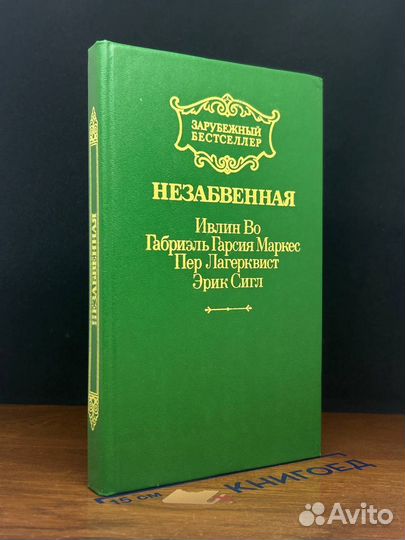 ЗАРУБЕЖНЫЙ
БЕСТСЕЛЛЕР
НЕЗАБВЕННАЯ
Ивлин Во
Габриэль Гарсия Маркес
Пер Лагерквист
Эрик Сигл
НЕЗАБВЕННАЯ
15 см
КНИГОЕД
Avito